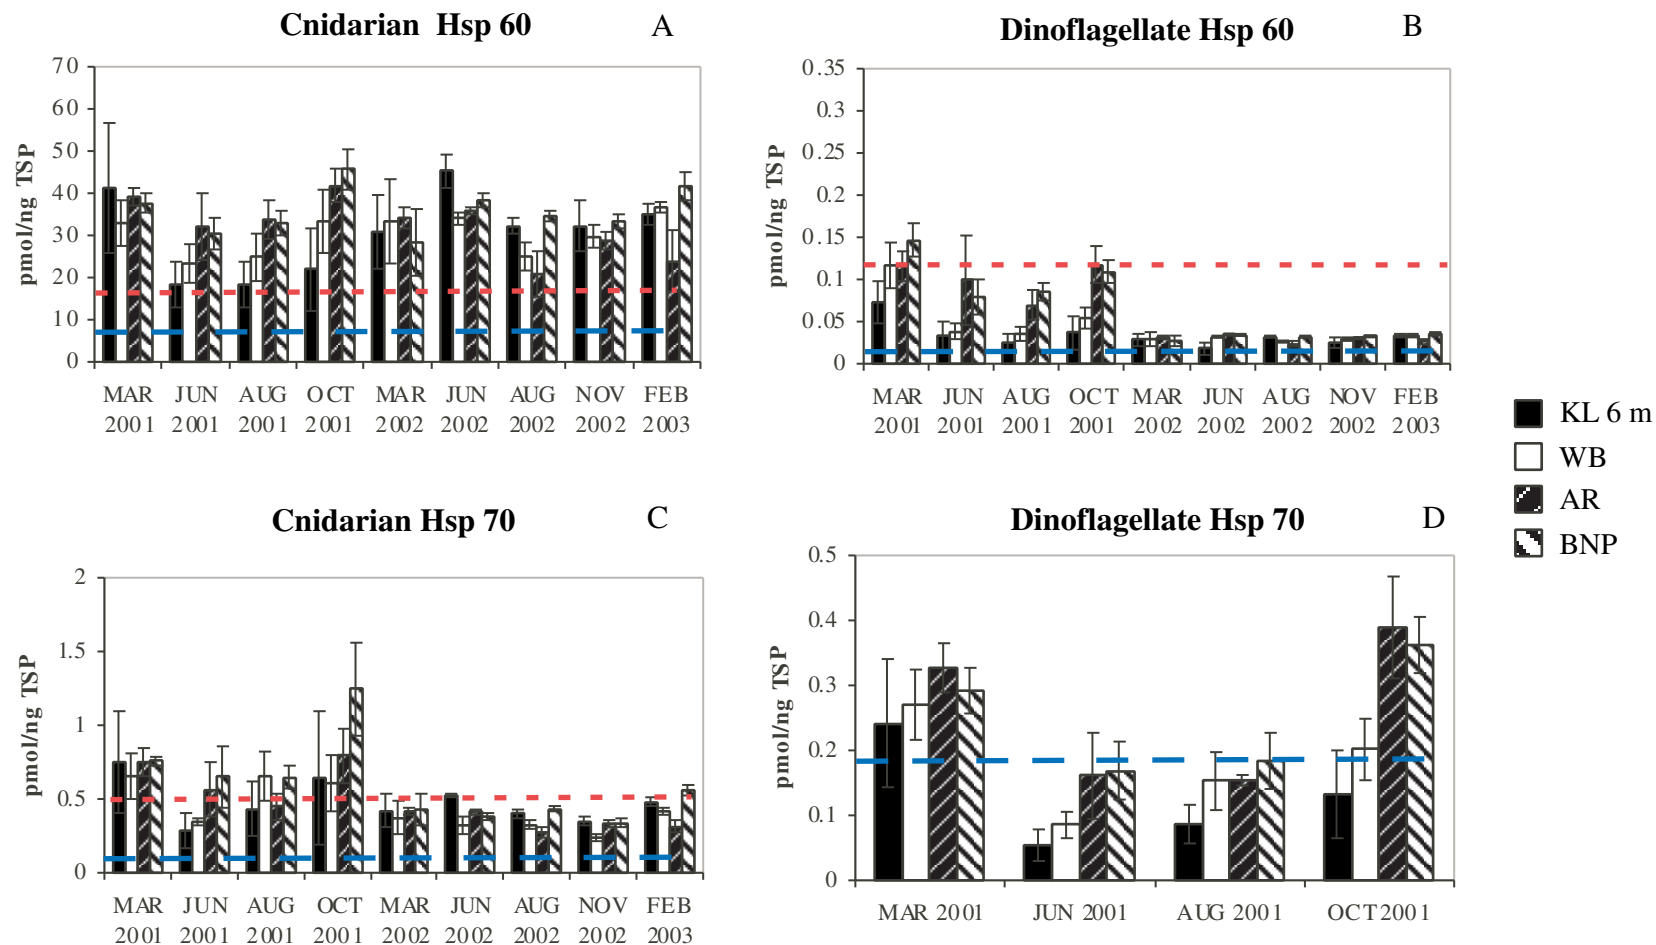 Cnidarian Hsp 60 A
70
60
50
40
30
20
10
0
pmol/ng TSP
MAR JUN AUG OCT MAR JUN AUG NOV FEB
2001 2001 2001 2001 2002 2002 2002 2002 2003
Dinoflagellate Hsp 60 B
0.35
0.3
0.25
0.2
0.15
0.1
0.05
0
pmol/ng TSP
MAR JUN AUG OCT MAR JUN AUG NOV FEB
2001 2001 2001 2001 2002 2002 2002 2002 2003
KL 6 m
WB
AR
BNP
Cnidarian Hsp 70 C
2
1.5
1
0.5
0
pmol/ng TSP
MAR JUN AUG OCT MAR JUN AUG NOV FEB
2001 2001 2001 2001 2002 2002 2002 2002 2003
Dinoflagellate Hsp 70 D
0.5
0.4
0.3
0.2
0.1
0
pmol/ng TSP
MAR 2001 JUN 2001 AUG 2001 OCT 2001